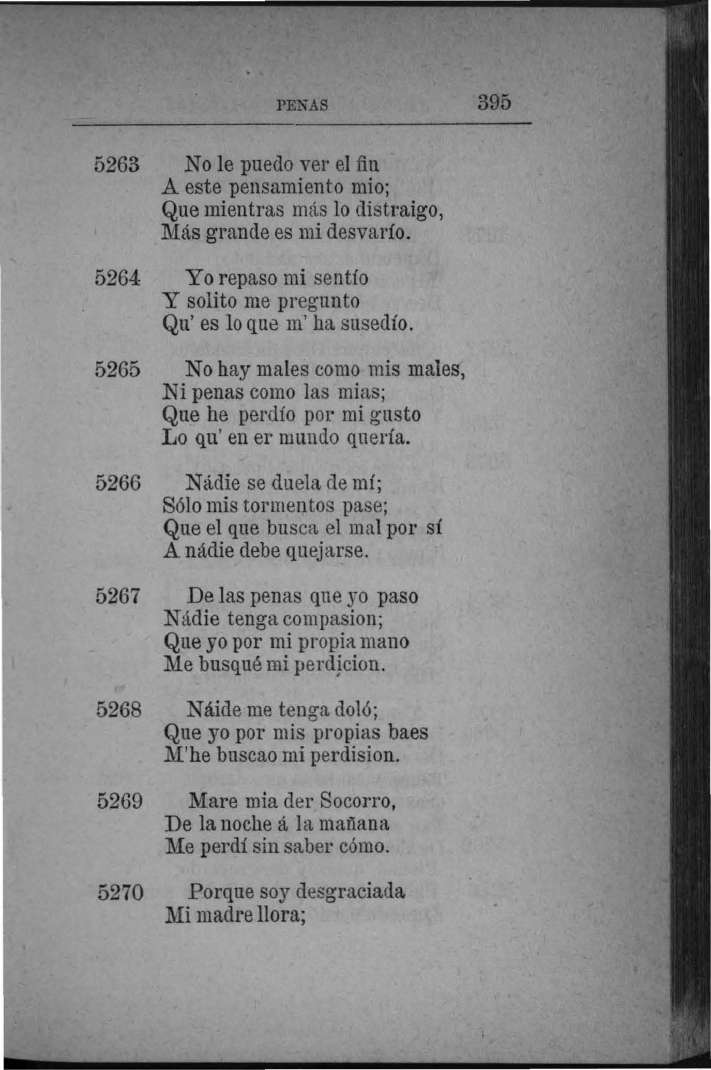 PENAS 395
5263 No le puedo ver el fin
A este pensamiento mio;
Que mientras más lo distraigo,
Más grande es mi desvarío.
5264 Yo repaso mi sentío
Y solito me pregunto
Qu' es lo que m' ha susedío.
5265 No hay males como mis males,
Ni penas como las mias;
Que he perdío por mi gusto
Lo qu' en er mundo quería.
5266 Nádie se duela de mí;
Sólo mis tormentos pase;
Que el que busca el mal por sí
A nádie debe quejarse.
5267 De las penas que yo paso
Nádie tenga compasion;
Que yo por mi propia mano
Me busqué mi perdicion.
5268 Náide me tenga doló;
Que yo por mis propias baes
M'he buscao mi perdision.
5269 Mare mia der Socorro,
De la noche á la mañana
Me perdí sin saber cómo.
5270 Porque soy desgraciada
Mi madre llora;